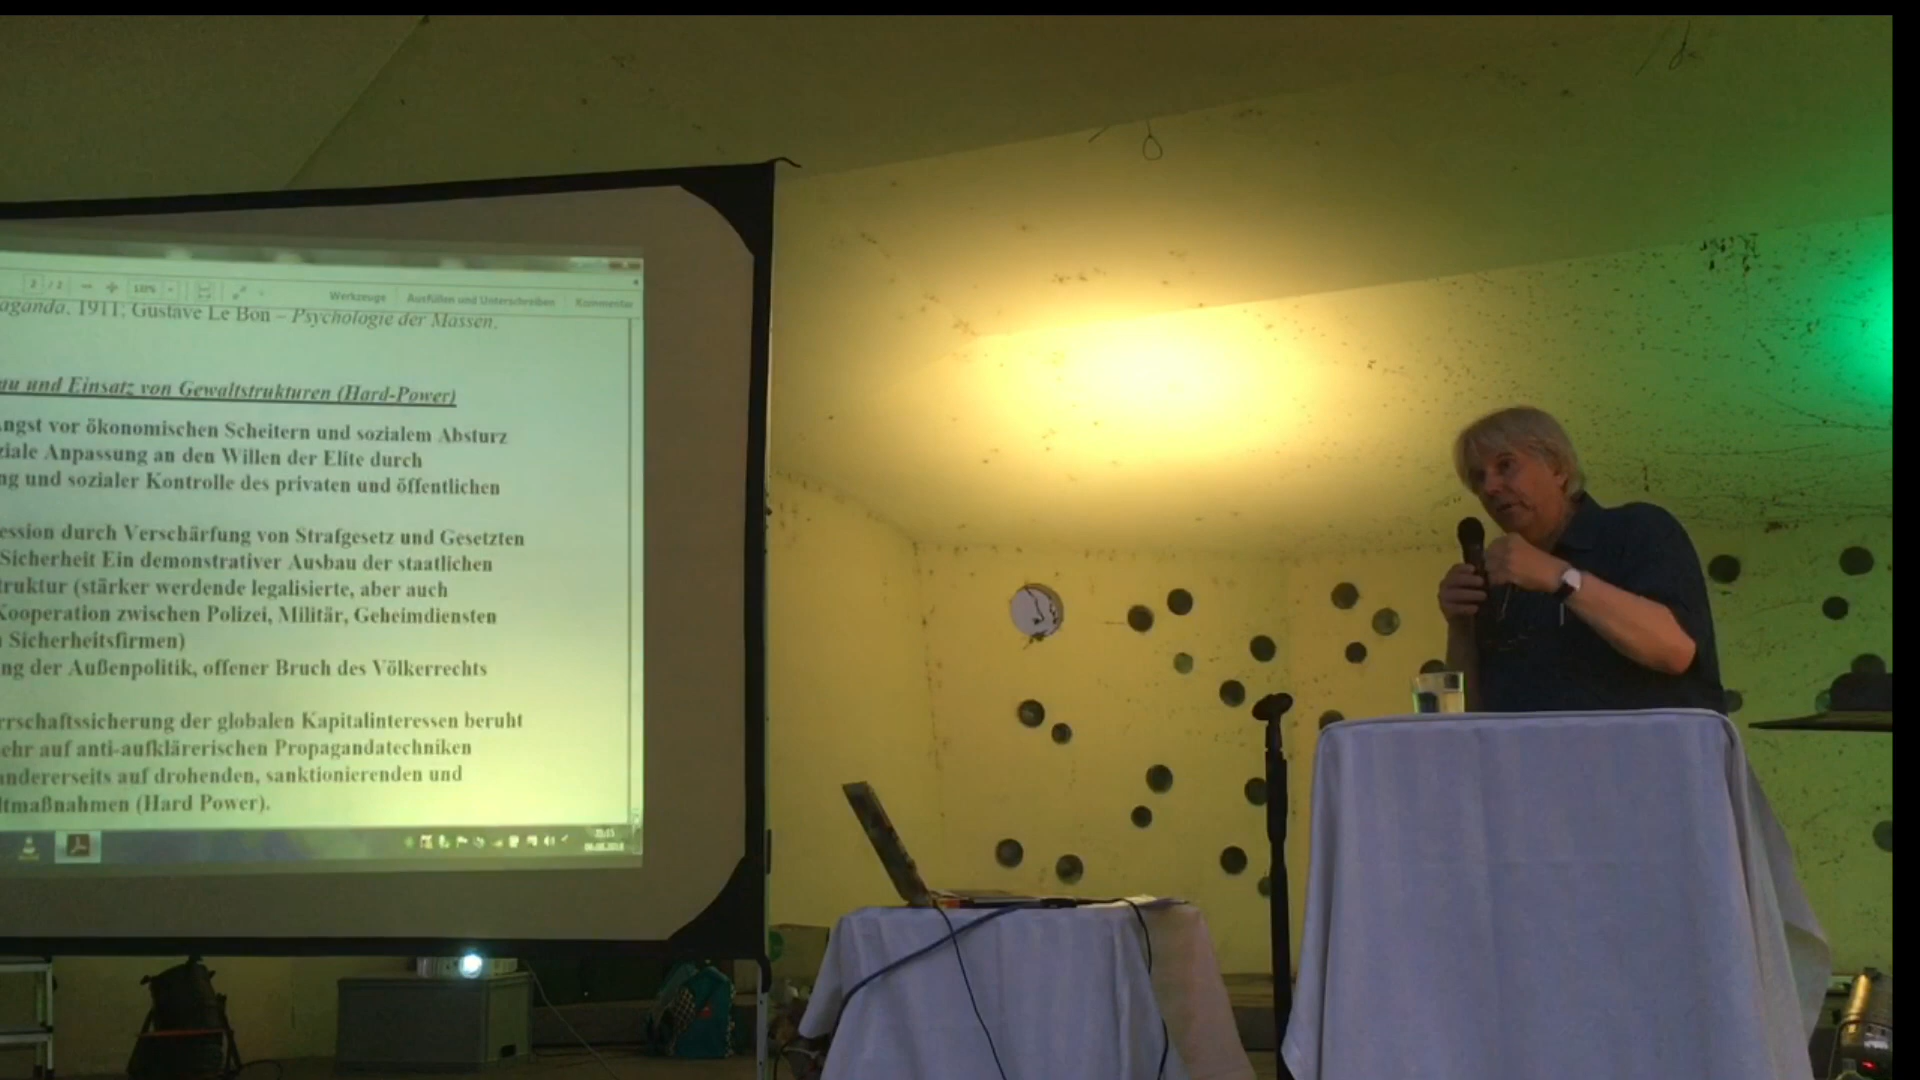 2 / 2
Werkzeuge Ausfüllen und Unterschreiben Kommentar
aganda. 1911: Gustave Le Bon – Psychologie der Massen.
au und Einsatz von Gewaltstrukturen (Hard-Power)
ngst vor ökonomischen Scheitern und sozialem Absturz
ziale Anpassung an den Willen der Elite durch
ng und sozialer Kontrolle des privaten und öffentlichen
ession durch Verschärfung von Strafgesetz und Gesetzten
Sicherheit Ein demonstrativer Ausbau der staatlichen
truktur (stärker werdende legalisierte, aber auch
Kooperation zwischen Polizei, Militär, Geheimdiensten
Sicherheitsfirmen)
ng der Außenpolitik, offener Bruch des Völkerrechts
rrschaftssicherung der globalen Kapitalinteressen beruht
ehr auf anti-aufklärerischen Propagandatechniken
andererseits auf drohenden, sanktionierenden und
ltmaßnahmen (Hard Power).